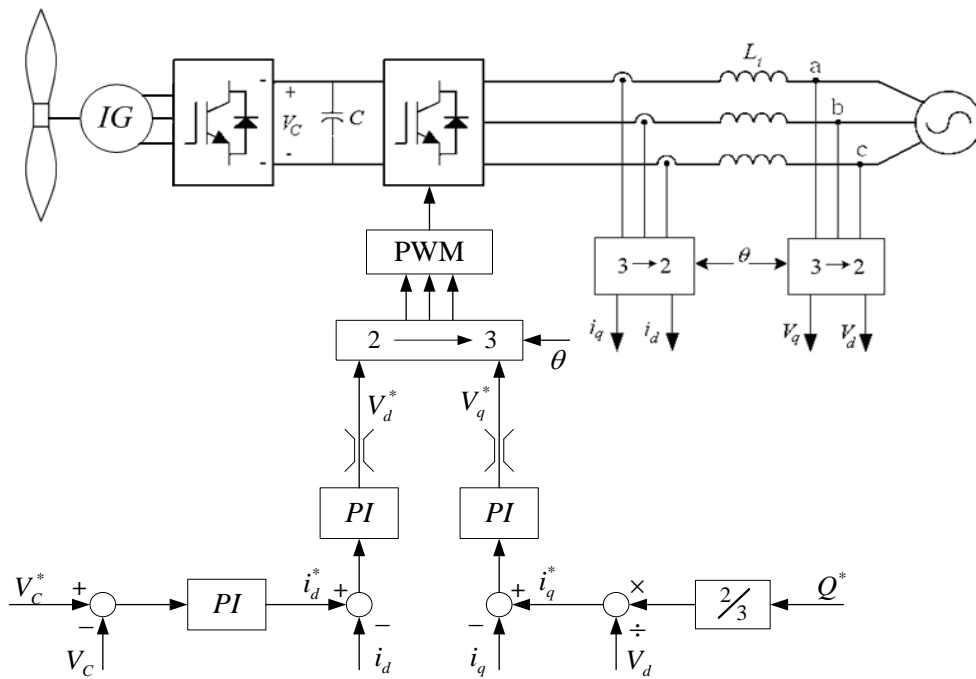 L_i
a
b
c
IG
+
V_C
-
C
-
-
-
PWM
3 → 2
θ
3 → 2
i_q
i_d
V_q
V_d
2 → 3
θ
V_d^*
V_q^*
PI
PI
V_C^*
+
−
V_C
PI
i_d^*
+
−
i_d
+
−
i_q
i_q^*
×
÷
V_d
2/3
Q^*